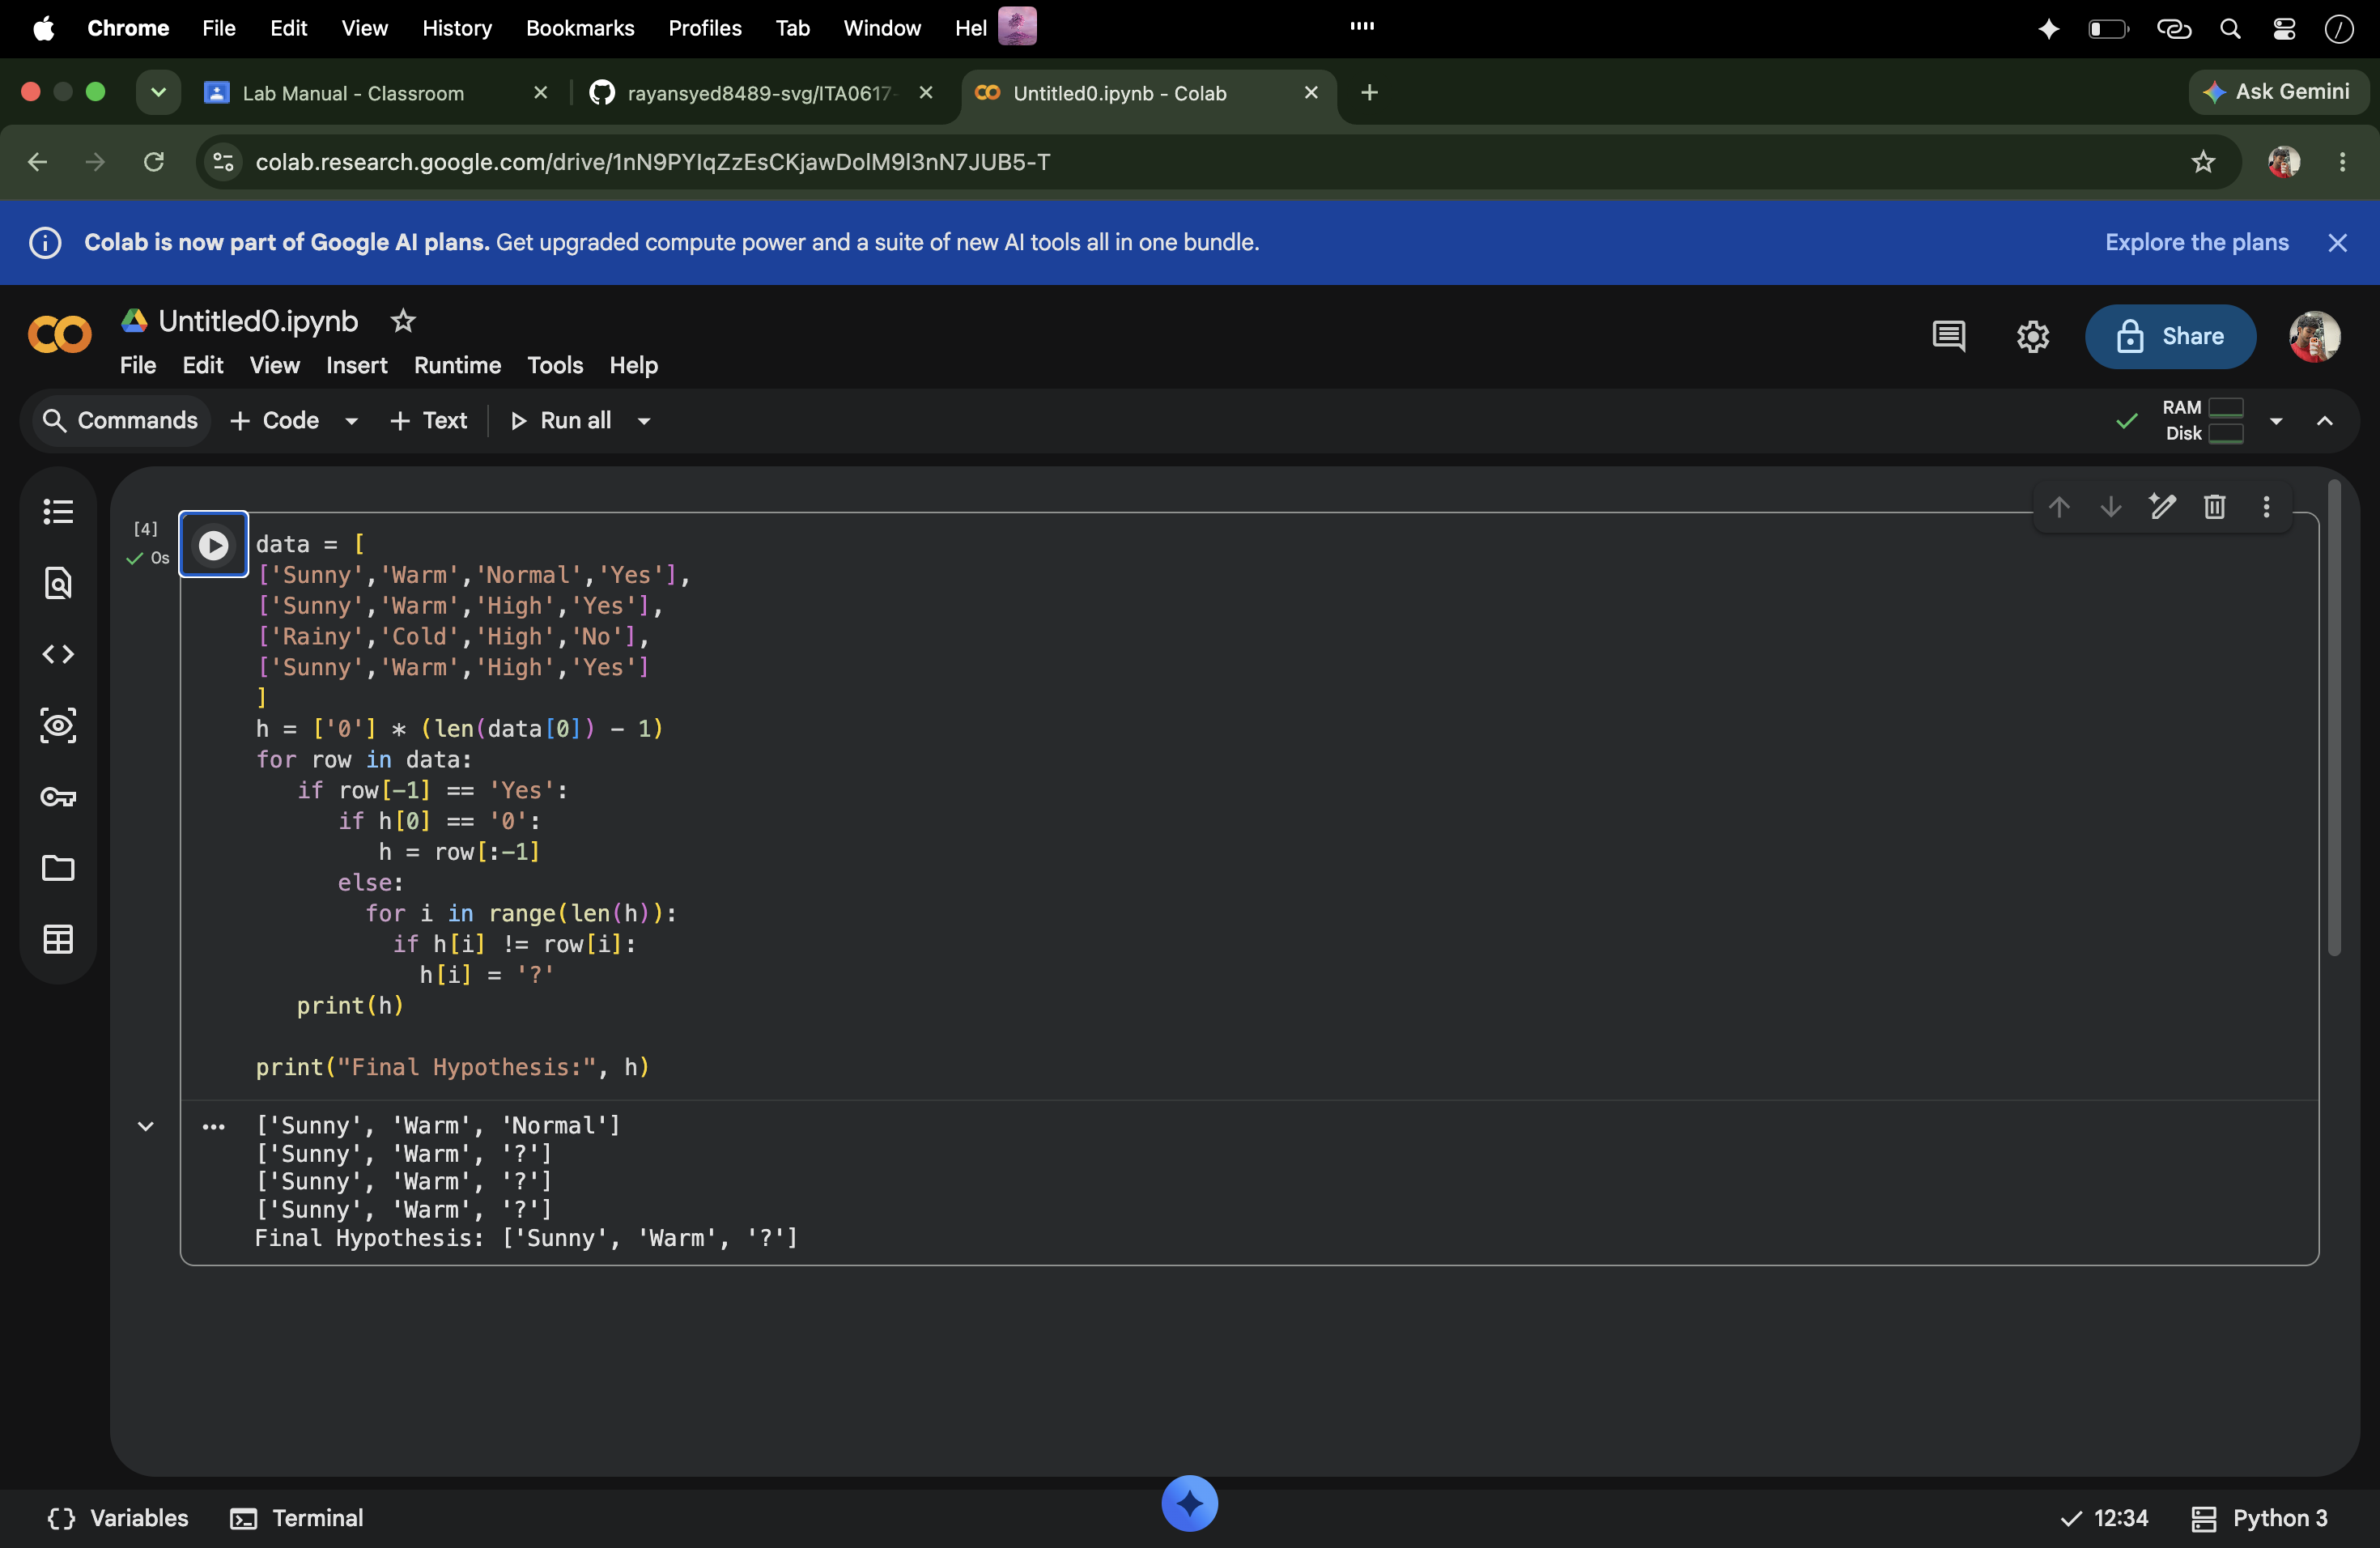 Chrome File Edit View History Bookmarks Profiles Tab Window Hel
Lab Manual - Classroom
rayansyed8489-svg/ITA0617-
Untitled0.ipynb - Colab
Ask Gemini
colab.research.google.com/drive/1nN9PYIqZzEsCKjawDolM9l3nN7JUB5-T
Colab is now part of Google AI plans. Get upgraded compute power and a suite of new AI tools all in one bundle.
Explore the plans
Untitled0.ipynb
File Edit View Insert Runtime Tools Help
Share
Commands + Code + Text Run all
RAM
Disk
[4]
0s
data = [
['Sunny','Warm','Normal','Yes'],
['Sunny','Warm','High','Yes'],
['Rainy','Cold','High','No'],
['Sunny','Warm','High','Yes']
]
h = ['0'] * (len(data[0]) - 1)
for row in data:
   if row[-1] == 'Yes':
      if h[0] == '0':
         h = row[:-1]
      else:
        for i in range(len(h)):
          if h[i] != row[i]:
            h[i] = '?'
   print(h)
print("Final Hypothesis:", h)
['Sunny', 'Warm', 'Normal']
['Sunny', 'Warm', '?']
['Sunny', 'Warm', '?']
['Sunny', 'Warm', '?']
Final Hypothesis: ['Sunny', 'Warm', '?']
{} Variables Terminal
12:34 Python 3